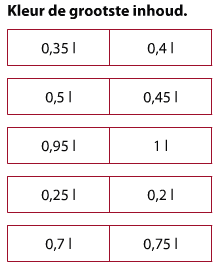 Kleur de grootste inhoud.
0,35 l 0,4 l
0,5 l 0,45 l
0,95 l 1 l
0,25 l 0,2 l
0,7 l 0,75 l